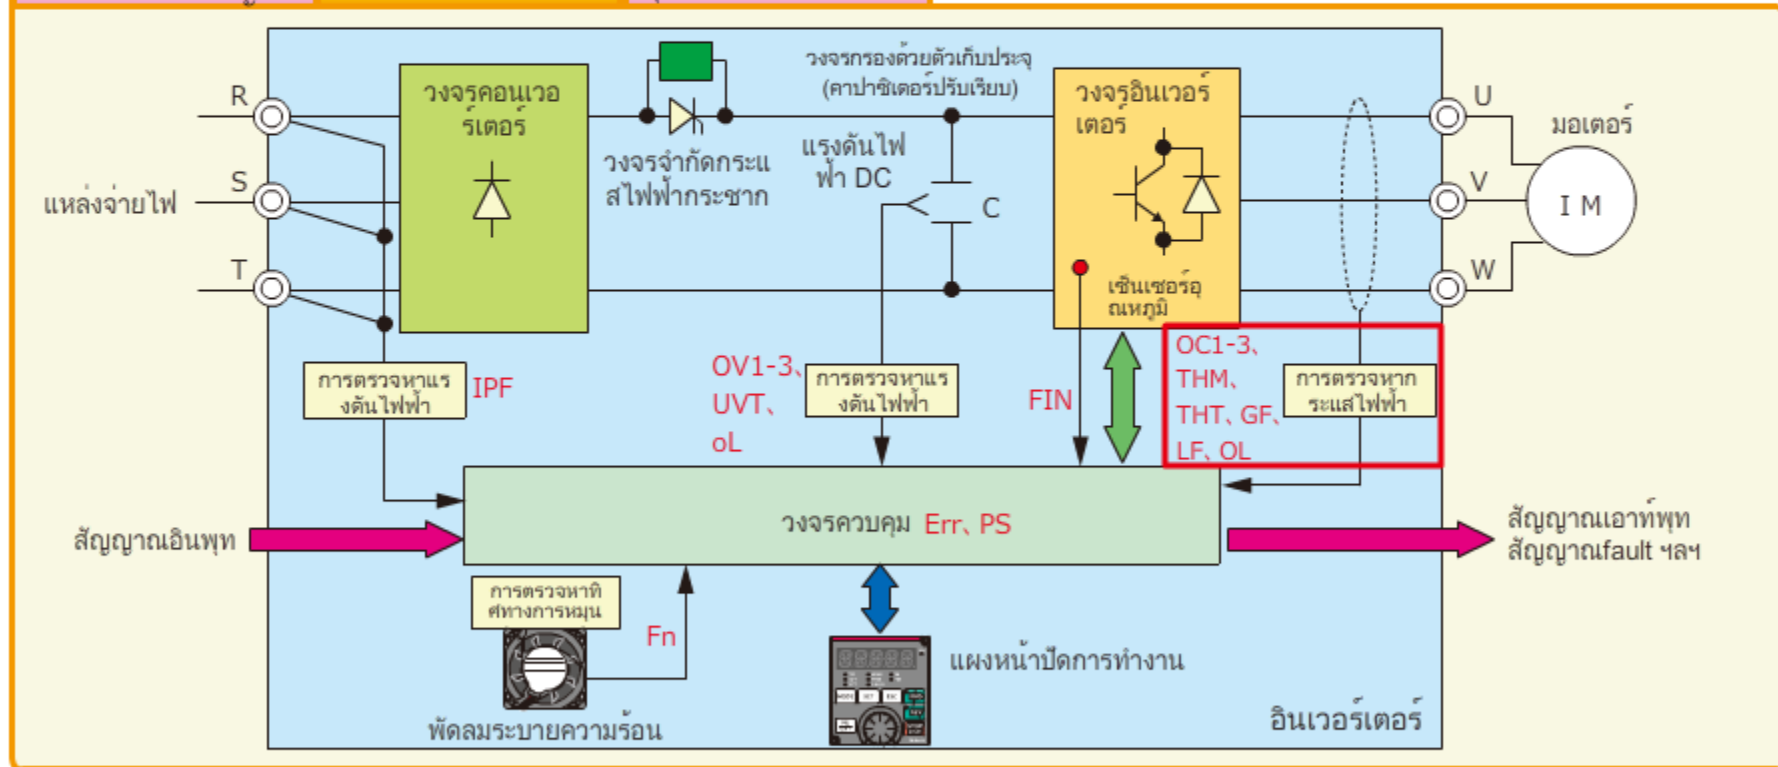 R
S
T
แหล่งจ่ายไฟ
วงจรคอนเวอ
ร์เตอร์
วงจรจำกัดกระแ
สไฟฟ้ากระชาก
วงจรกรองด้วยตัวเก็บประจุ
(คาปาซิเตอร์ปรับเรียบ)
แรงดันไฟ
ฟ้า DC
C
วงจรอินเวอร์
เตอร์
เซ็นเซอร์อุ
ณหภูมิ
U
V
W
มอเตอร์
I M
การตรวจหาแร
งดันไฟฟ้า
IPF
OV1-3、
UVT、
oL
การตรวจหาแร
งดันไฟฟ้า
FIN
OC1-3、
THM、
THT、GF、
LF、OL
การตรวจหาก
ระแสไฟฟ้า
สัญญาณอินพุท
วงจรควบคุม Err、PS
สัญญาณเอาท์พุท
สัญญาณfault ฯลฯ
การตรวจหาทิ
ศทางการหมุน
Fn
พัดลมระบายความร้อน
แผงหน้าปัดการทำงาน
อินเวอร์เตอร์